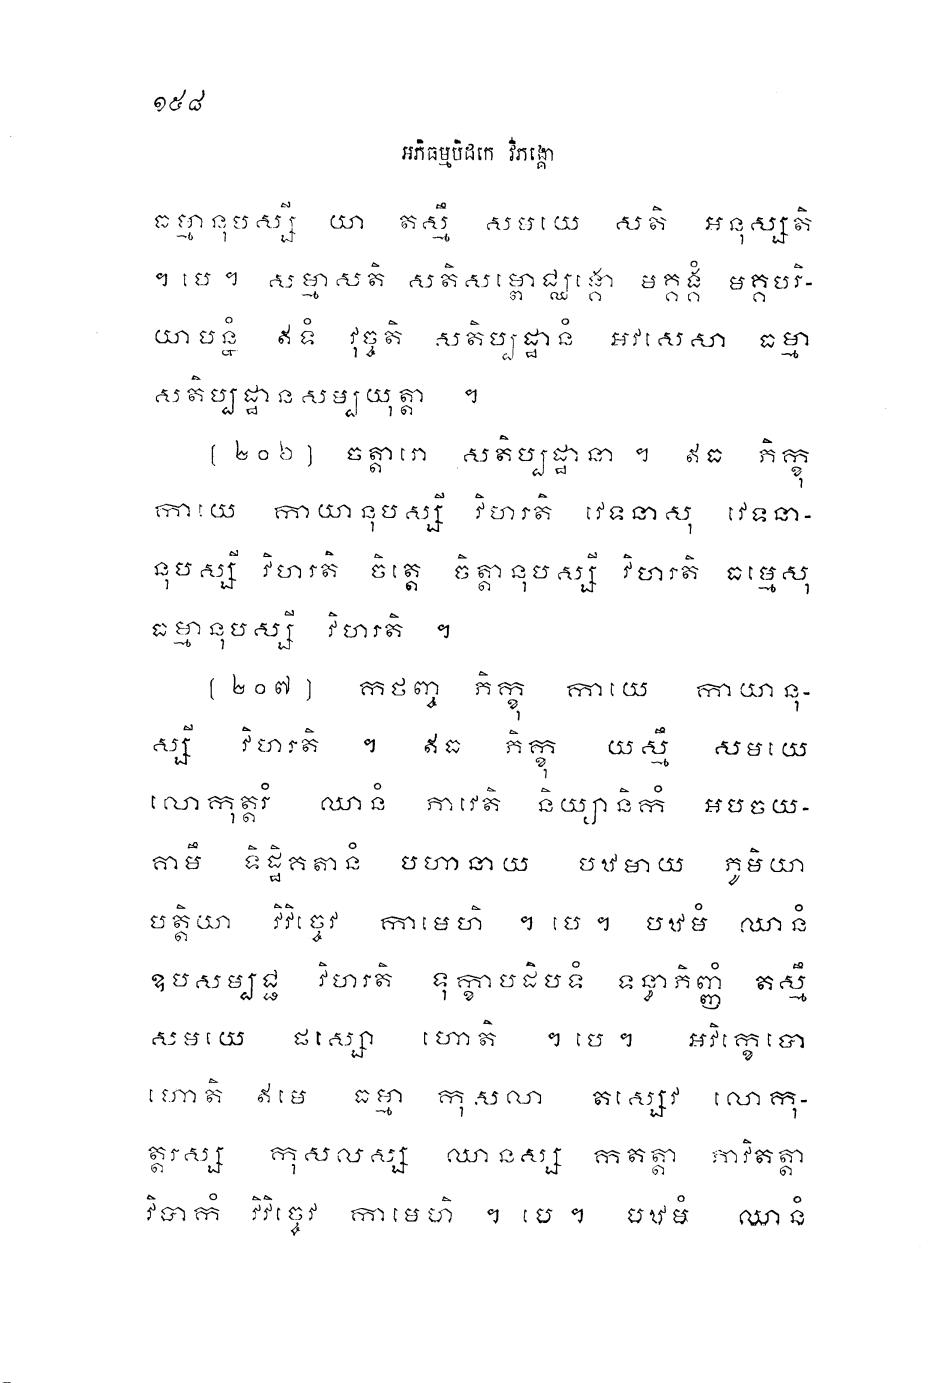 ១៥៨
អភិធម្មបិដកេ វិភង្គោ
ធម្មានុបស្សី យា តស្មឹ សមយេ សតិ អនុស្សតិ
។ បេ ។ សម្មាសតិ សតិសម្ពោជ្ឈង្គោ មគ្គង្គំ មគ្គបរិ-
យាបន្នំ ឥទំ វុច្ចតិ សតិប្បដ្ឋានំ អវសេសា ធម្មា
សតិប្បដ្ឋានសម្បយុត្តា ។
[ ២០៦ ] ចត្តារោ សតិប្បដ្ឋានា ។ ឥធ ភិក្ខុ
កាយេ កាយានុបស្សី វិហរតិ វេទនាសុ វេទនា-
នុបស្សី វិហរតិ ចិត្តេ ចិត្តានុបស្សី វិហរតិ ធម្មេសុ
ធម្មានុបស្សី វិហរតិ ។
[ ២០៧ ] កថញ្ច ភិក្ខុ កាយេ កាយានុ-
ស្សី វិហរតិ ។ ឥធ ភិក្ខុ យស្មឹ សមយេ
លោកុត្តរំ ឈានំ ភាវេតិ និយ្យានិកំ អបចយ-
គាមឹ ទិដ្ឋិគតានំ បហានាយ បឋមាយ ភូមិយា
បត្តិយា វិវិច្ចេវ កាមេហិ ។ បេ ។ បឋមំ ឈានំ
ឧបសម្បជ្ជ វិហរតិ ទុក្ខាបដិបទំ ទន្ធាភិញ្ញំ តស្មឹ
សមយេ ផស្សោ ហោតិ ។ បេ ។ អវិក្ខេបោ
ហោតិ ឥមេ ធម្មា កុសលា តស្សេវ លោកុ-
ត្តរស្ស កុសលស្ស ឈានស្ស កតត្តា ភាវិតត្តា
វិបាកំ វិវិច្ចេវ កាមេហិ ។ បេ ។ បឋមំ ឈានំ